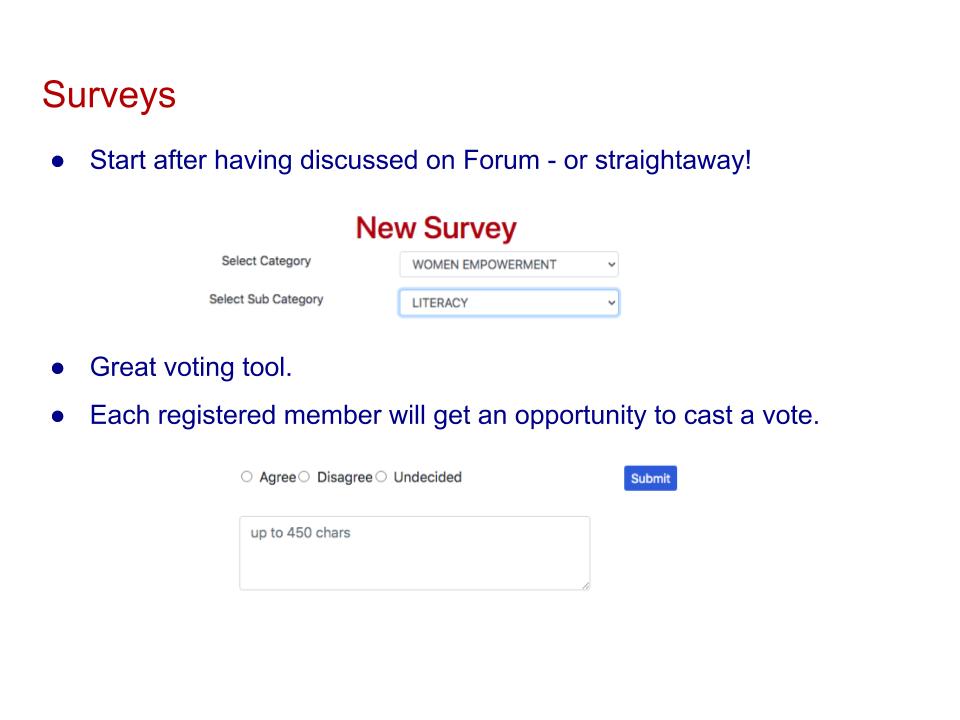 Surveys
● Start after having discussed on Forum - or straightaway!
New Survey
Select Category WOMEN EMPOWERMENT
Select Sub Category LITERACY
● Great voting tool.
● Each registered member will get an opportunity to cast a vote.
Agree Disagree Undecided Submit
up to 450 chars